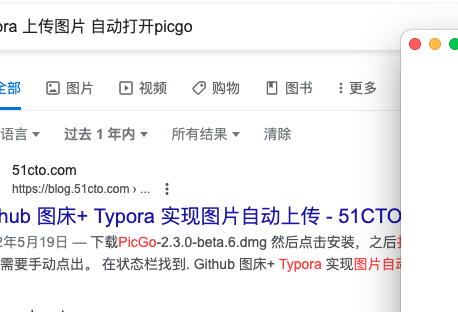 ora 上传图片 自动打开picgo
全部 图片 视频 购物 图书 更多
语言 过去 1 年内 所有结果 清除
51cto.com
https://blog.51cto.com › ...
hub 图床+ Typora 实现图片自动上传 - 51CTO
2年5月19日 — 下载PicGo-2.3.0-beta.6.dmg 然后点击安装，之后
需要手动点出。 在状态栏找到. Github 图床+ Typora 实现图片自动